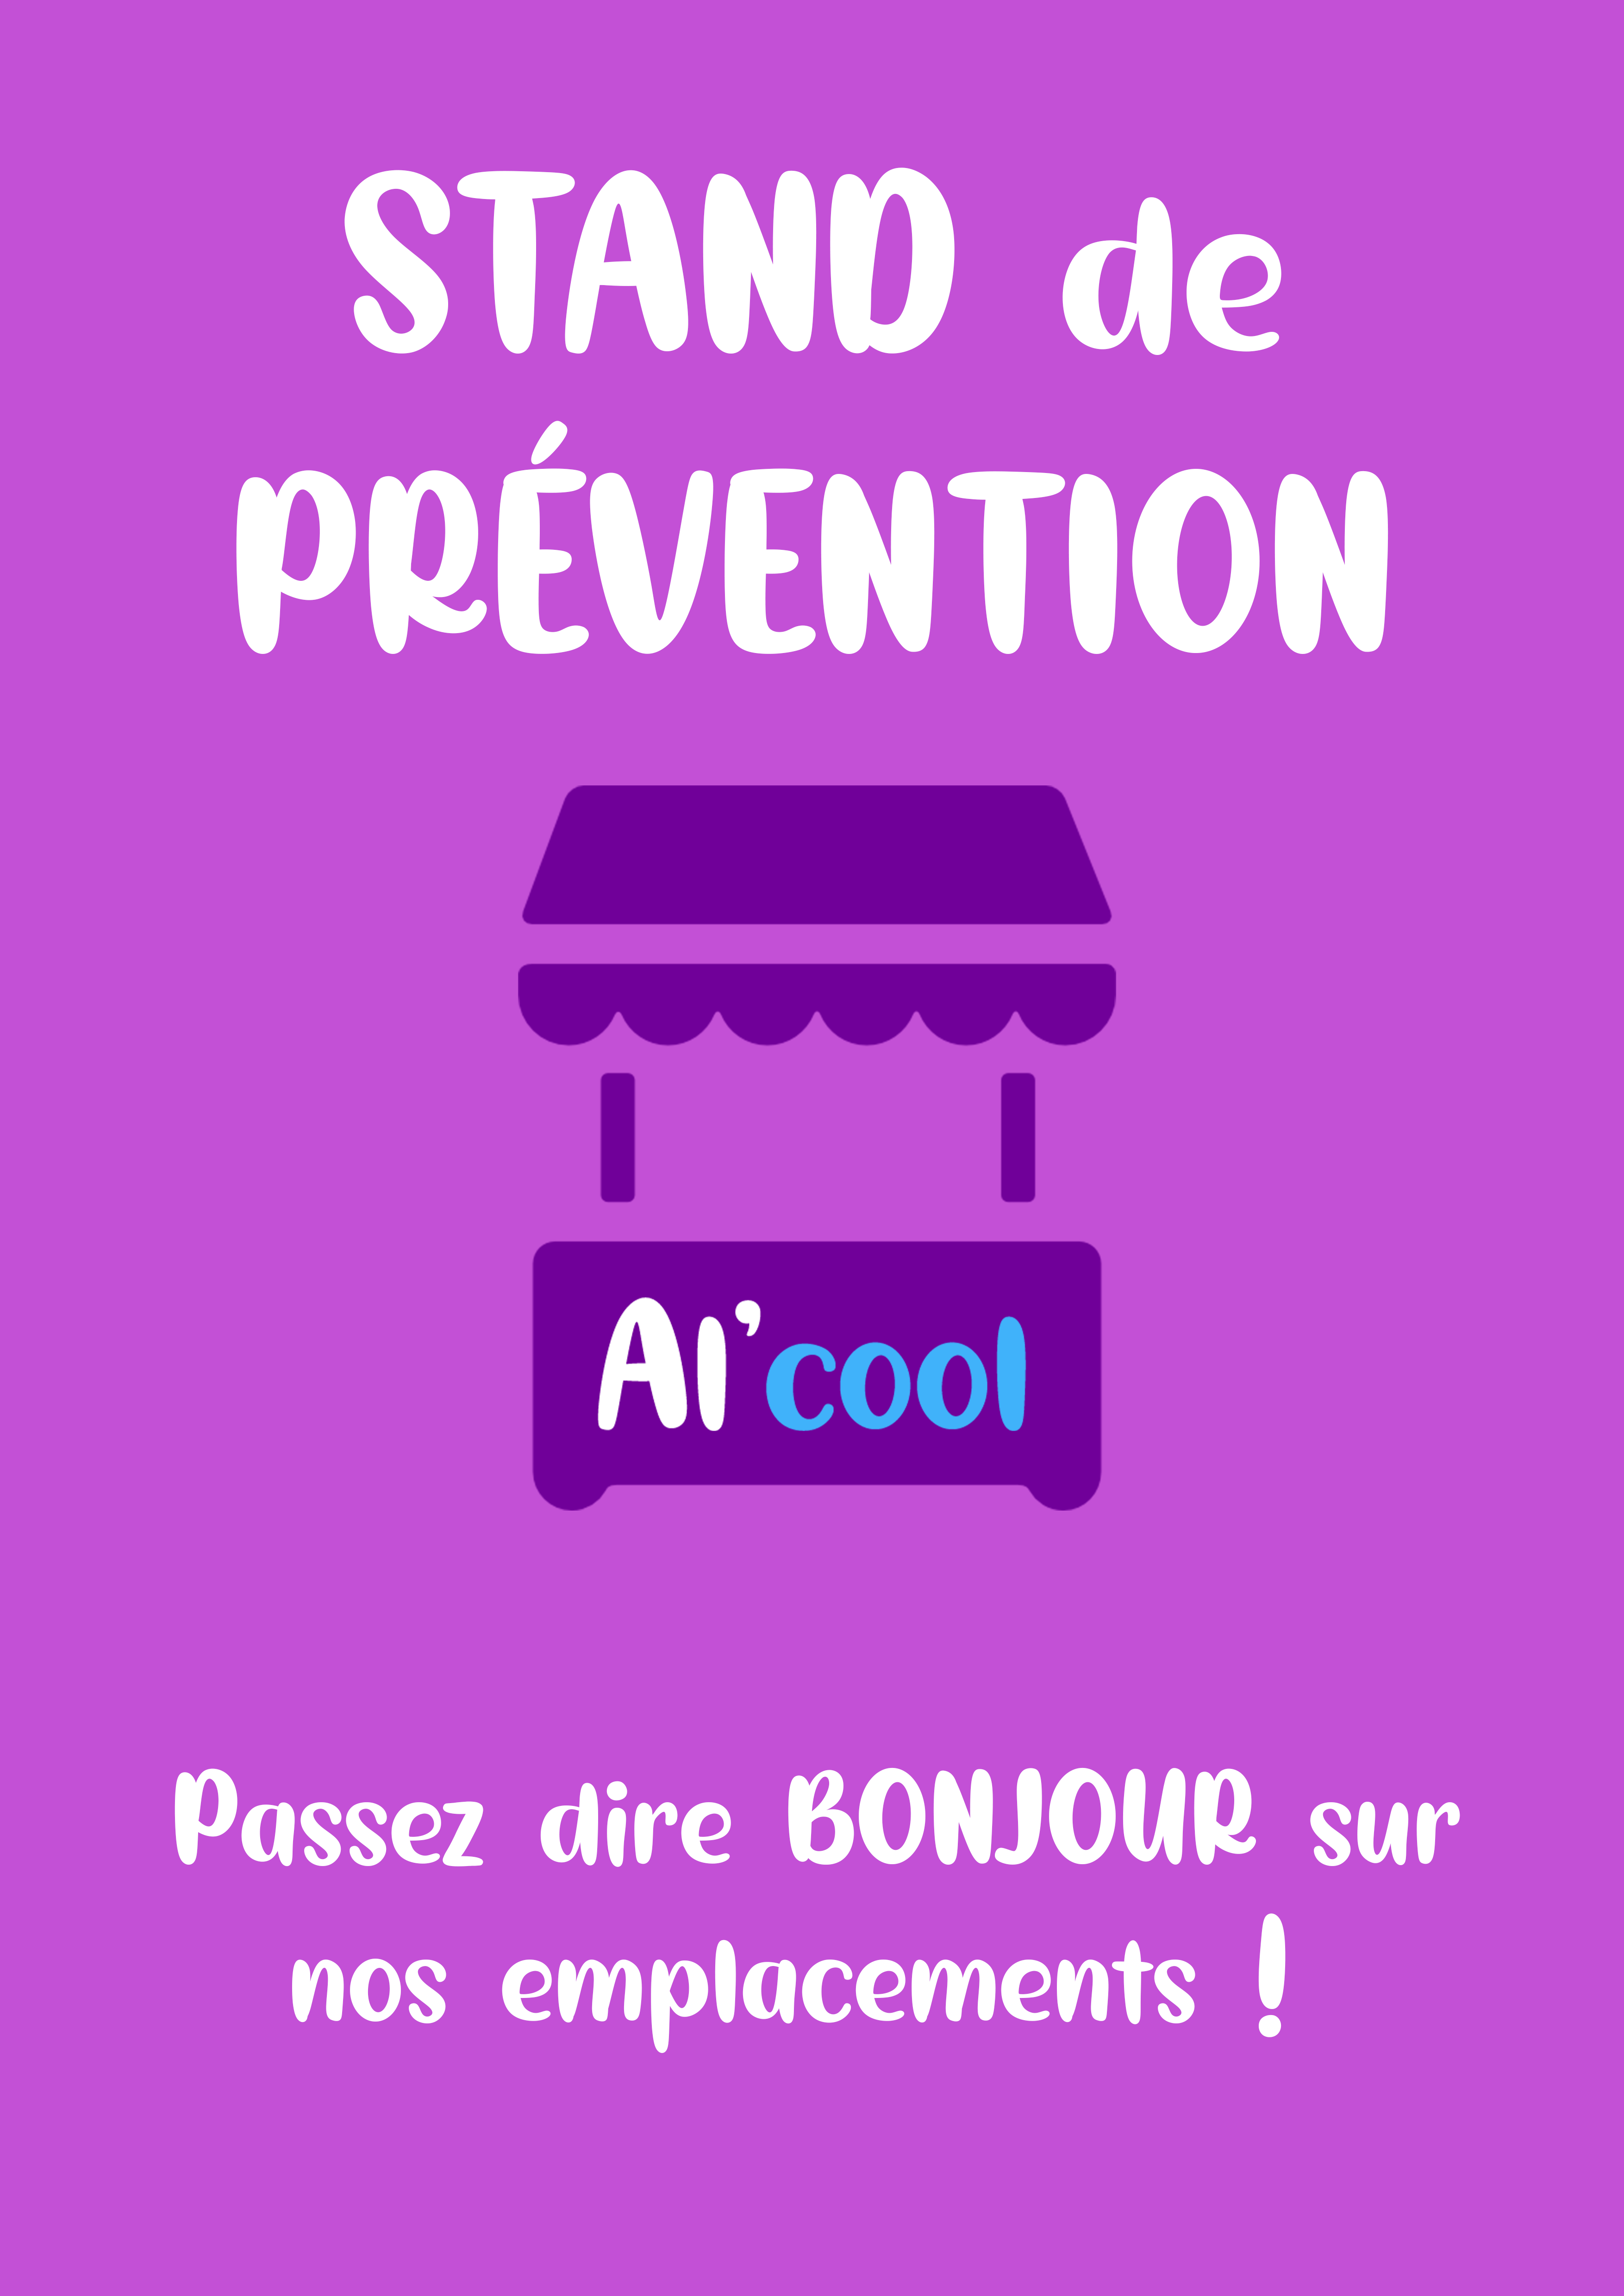 STAND de
PRÉVENTION
Al’cool
Passez dire BONJOUR sur
nos emplacements !